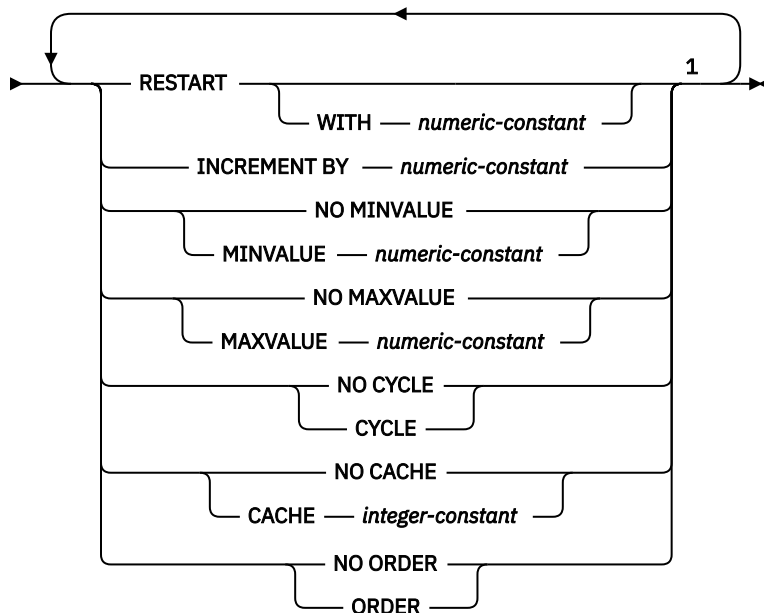 1
RESTART
WITH numeric-constant
INCREMENT BY numeric-constant
NO MINVALUE
MINVALUE numeric-constant
NO MAXVALUE
MAXVALUE numeric-constant
NO CYCLE
CYCLE
NO CACHE
CACHE integer-constant
NO ORDER
ORDER